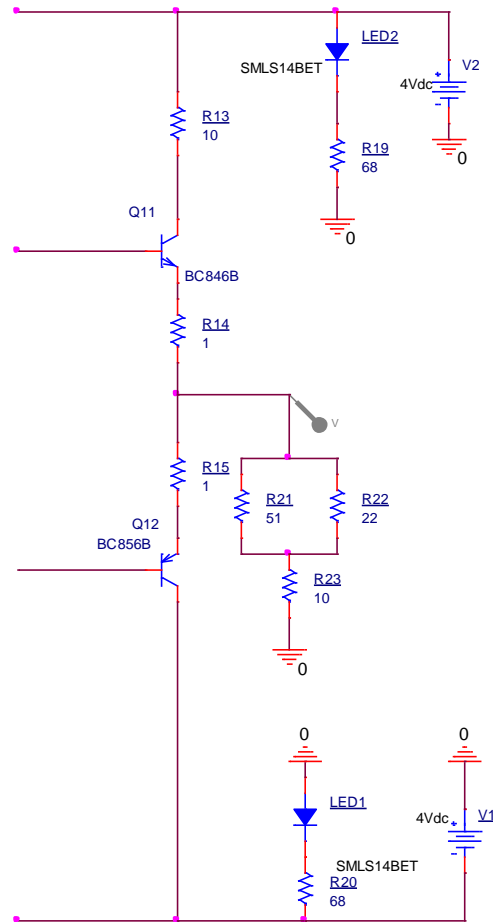 LED2
SMLS14BET
V2
4Vdc
+
-
R13
10
R19
68
0
0
Q11
BC846B
R14
1
V
R15
1
Q12
BC856B
R21
51
R22
22
R23
10
0
0
0
LED1
4Vdc
+
-
V1
SMLS14BET
R20
68